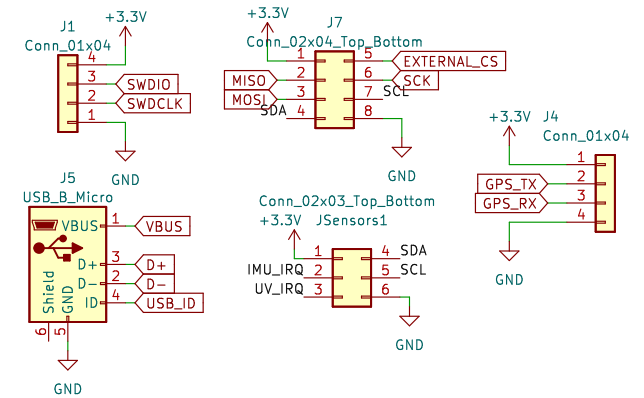 J1
Conn_01x04
+3.3V
4
3
SWDIO
2
SWDCLK
1
GND
+3.3V
J7
Conn_02x04_Top_Bottom
1
5
EXTERNAL_CS
MISO
2
6
SCK
MOSI
3
7
SCL
SDA
4
8
GND
+3.3V
J4
Conn_01x04
1
GPS_TX
2
GPS_RX
3
4
GND
J5
USB_B_Micro
VBUS
1
VBUS
D+
3
D+
D-
2
D-
ID
4
USB_ID
Shield
GND
6
5
GND
Conn_02x03_Top_Bottom
+3.3V
JSensors1
1
4
SDA
IMU_IRQ
2
5
SCL
UV_IRQ
3
6
GND